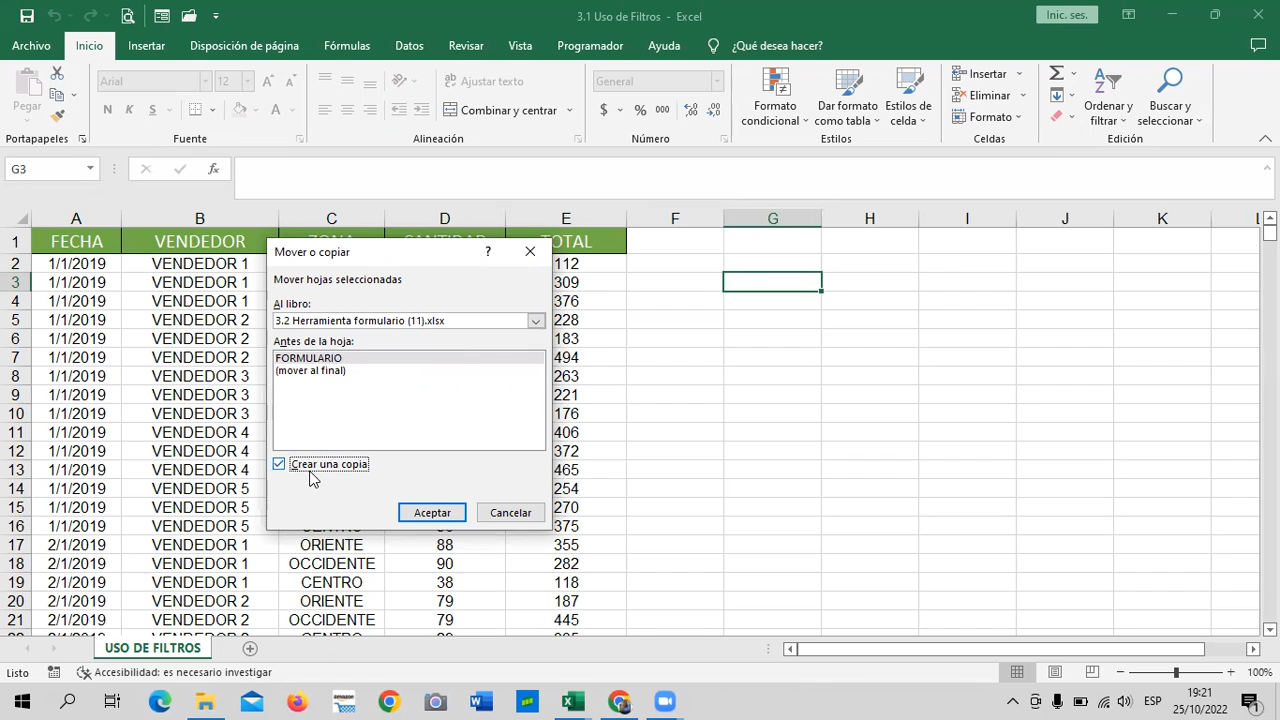 3.1 Uso de Filtros - Excel
Inic. ses.
Archivo Inicio Insertar Disposición de página Fórmulas Datos Revisar Vista Programador Ayuda ¿Qué desea hacer?
Pegar
Arial 12
N K S
Ajustar texto
Combinar y centrar
General
$ % 000
Formato condicional
Dar formato como tabla
Estilos de celda
Insertar
Eliminar
Formato
Ordenar y filtrar
Buscar y seleccionar
Portapapeles Fuente Alineación Número Estilos Celdas Edición
G3
fx
A B C D E F G H I J K L
1 FECHA VENDEDOR ZONA CANTIDAD TOTAL
2 1/1/2019 VENDEDOR 1 112
3 1/1/2019 VENDEDOR 1 309
4 1/1/2019 VENDEDOR 1 376
5 1/1/2019 VENDEDOR 2 228
6 1/1/2019 VENDEDOR 2 183
7 1/1/2019 VENDEDOR 2 494
8 1/1/2019 VENDEDOR 3 263
9 1/1/2019 VENDEDOR 3 221
10 1/1/2019 VENDEDOR 3 176
11 1/1/2019 VENDEDOR 4 406
12 1/1/2019 VENDEDOR 4 372
13 1/1/2019 VENDEDOR 4 465
14 1/1/2019 VENDEDOR 5 254
15 1/1/2019 VENDEDOR 5 270
16 1/1/2019 VENDEDOR 5 375
17 2/1/2019 VENDEDOR 1 ORIENTE 88 355
18 2/1/2019 VENDEDOR 1 OCCIDENTE 90 282
19 2/1/2019 VENDEDOR 1 CENTRO 38 118
20 2/1/2019 VENDEDOR 2 ORIENTE 79 187
21 2/1/2019 VENDEDOR 2 OCCIDENTE 79 445
Mover o copiar ?
Mover hojas seleccionadas
Al libro:
3.2 Herramienta formulario (11).xlsx
Antes de la hoja:
FORMULARIO
(mover al final)
Crear una copia
Aceptar Cancelar
USO DE FILTROS
Listo Accesibilidad: es necesario investigar 100%
ESP
19:21
25/10/2022